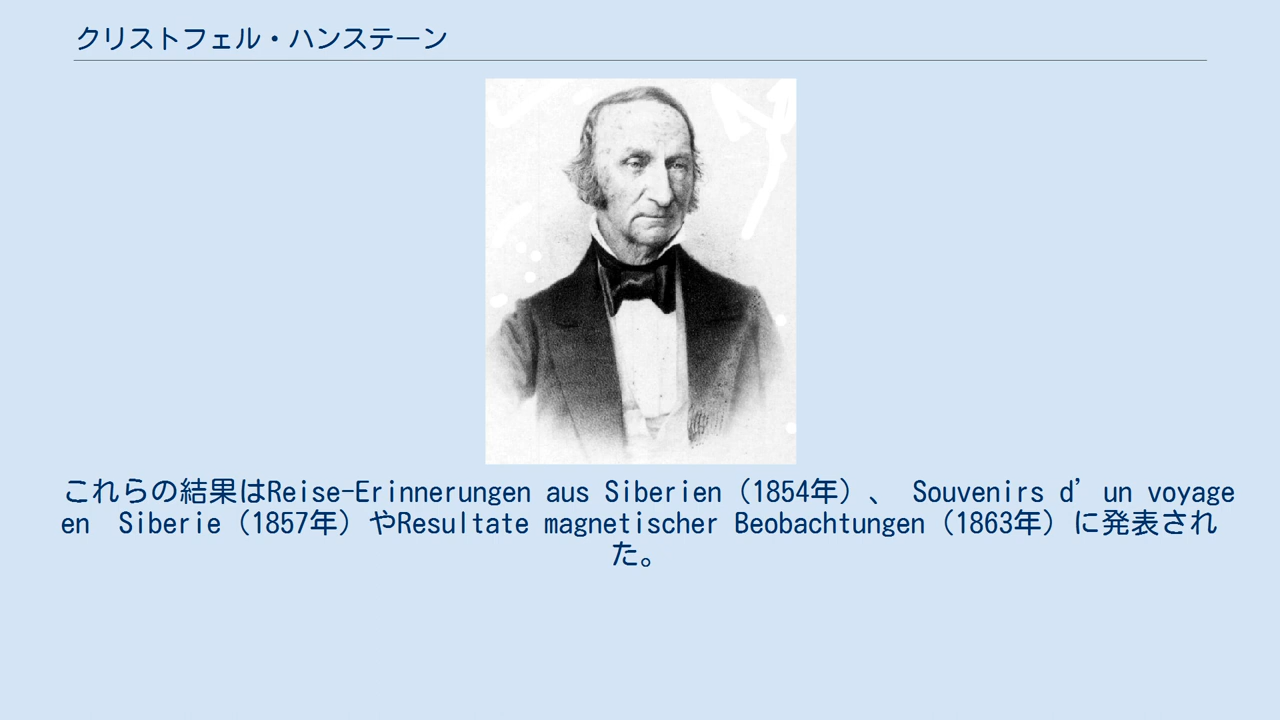 クリストフェル・ハンステーン
これらの結果はReise-Erinnerungen aus Siberien（1854年）、 Souvenirs d’un voyage
en  Siberie（1857年）やResultate magnetischer Beobachtungen（1863年）に発表され
た。